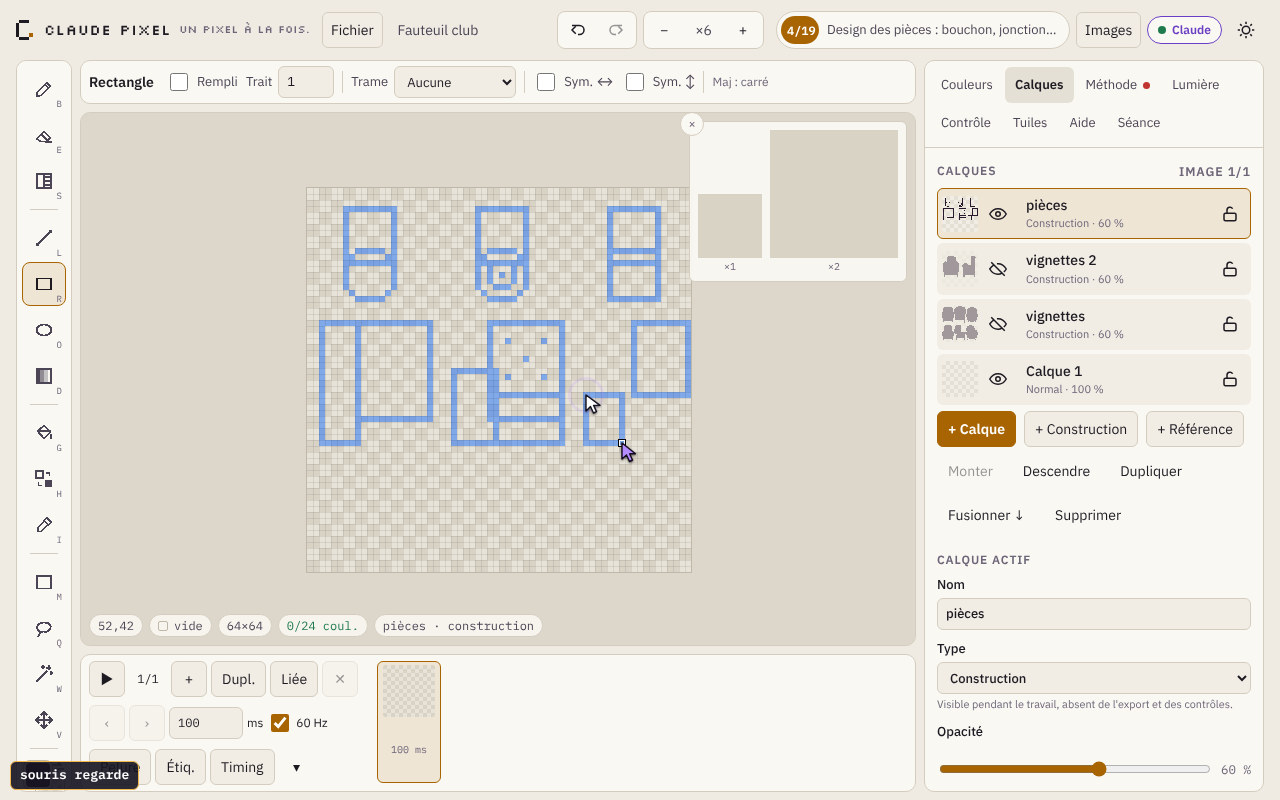 CLAUDE PIXEL UN PIXEL À LA FOIS. Fichier Fauteuil club − ×6 + 4/19 Design des pièces : bouchon, jonction… Images Claude
Rectangle Rempli Trait 1 Trame Aucune Sym. ↔ Sym. ↕ Maj : carré
B
E
S
L
R
O
D
G
H
I
M
Q
W
V
×
×1 ×2
52,42 vide 64×64 0/24 coul. pièces · construction
1/1 + Dupl. Liée ✕
‹ › 100 ms 60 Hz
Étiq. Timing ▼
100 ms
souris regarde
Couleurs Calques Méthode Lumière
Contrôle Tuiles Aide Séance
CALQUES IMAGE 1/1
pièces
Construction · 60 %
vignettes 2
Construction · 60 %
vignettes
Construction · 60 %
Calque 1
Normal · 100 %
+ Calque + Construction + Référence
Monter Descendre Dupliquer
Fusionner ↓ Supprimer
CALQUE ACTIF
Nom
pièces
Type
Construction
Visible pendant le travail, absent de l'export et des contrôles.
Opacité
60 %